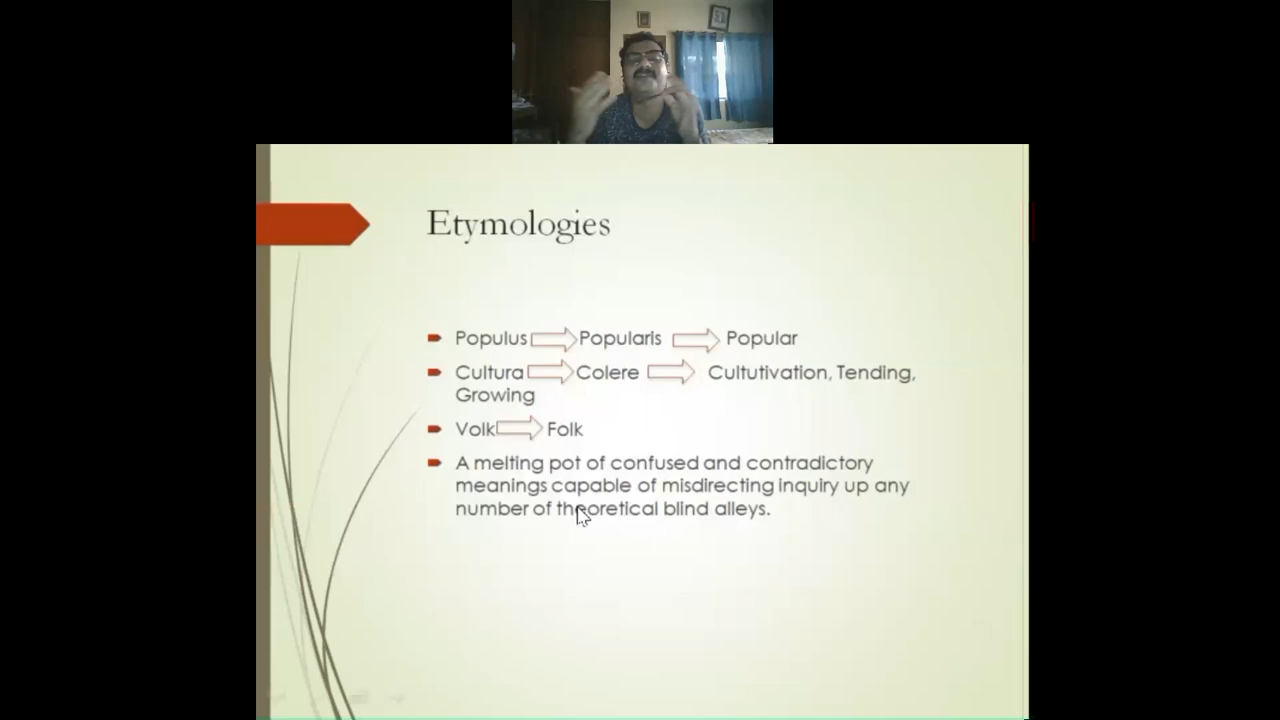 Etymologies
Populus Popularis Popular
Cultura Colere Cultutivation, Tending,
Growing
Volk Folk
A melting pot of confused and contradictory
meanings capable of misdirecting inquiry up any
number of theoretical blind alleys.